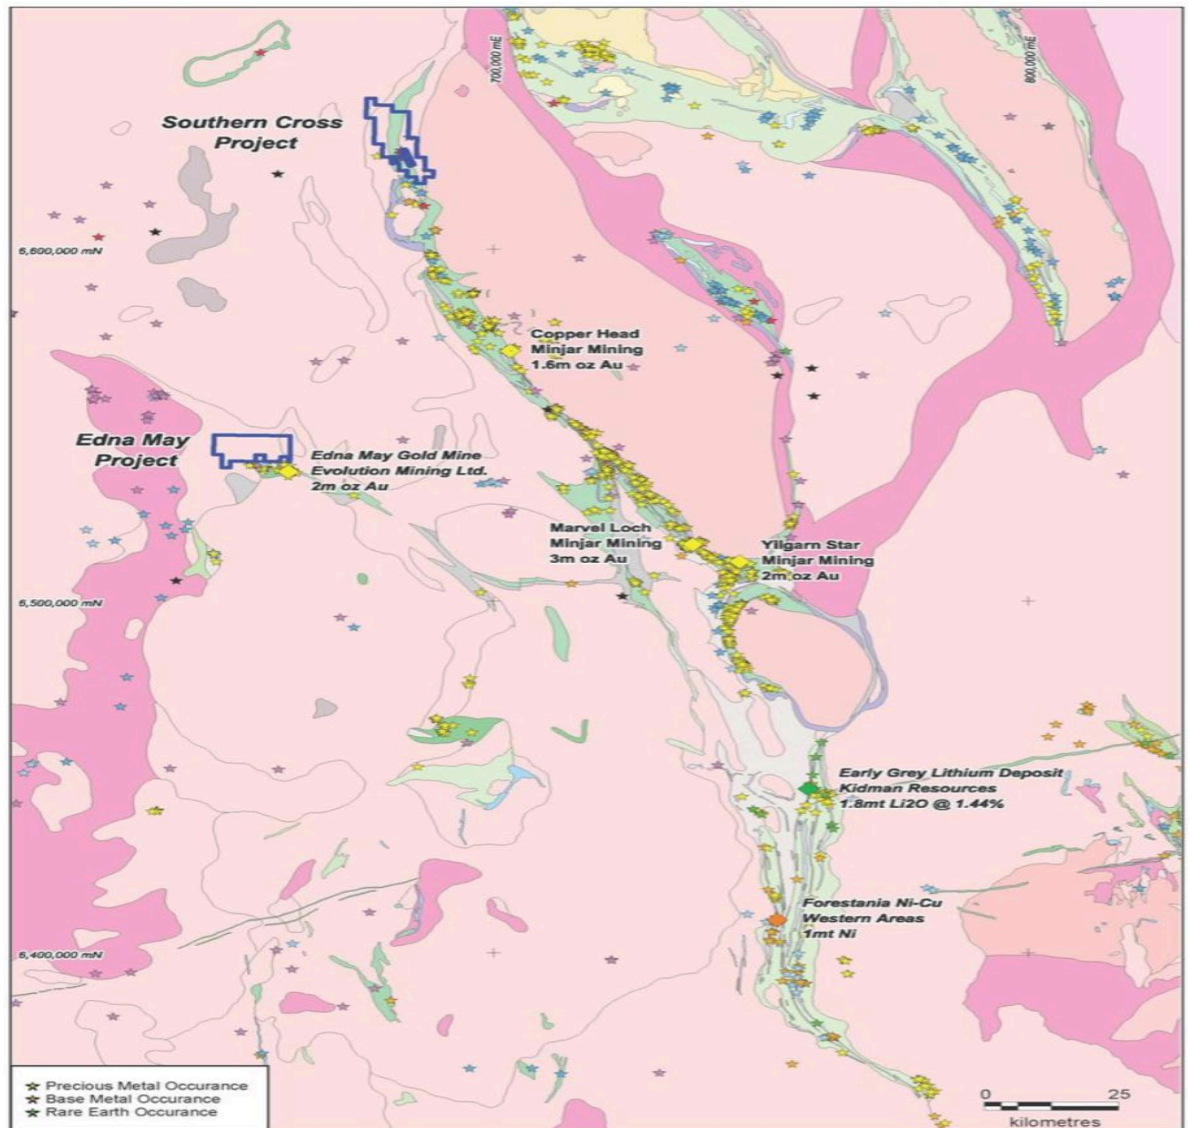 700,000 mE
800,000 mE
Southern Cross
Project
6,600,000 mN
Copper Head
Minjar Mining
1.6m oz Au
Edna May
Project
Edna May Gold Mine
Evolution Mining Ltd.
2m oz Au
Marvel Loch
Minjar Mining
3m oz Au
Yilgarn Star
Minjar Mining
2m oz Au
6,500,000 mN
Early Grey Lithium Deposit
Kidman Resources
1.8mt Li2O @ 1.44%
Forestania Ni-Cu
Western Areas
1mt Ni
6,400,000 mN
Precious Metal Occurance
Base Metal Occurance
Rare Earth Occurance
0 25
kilometres